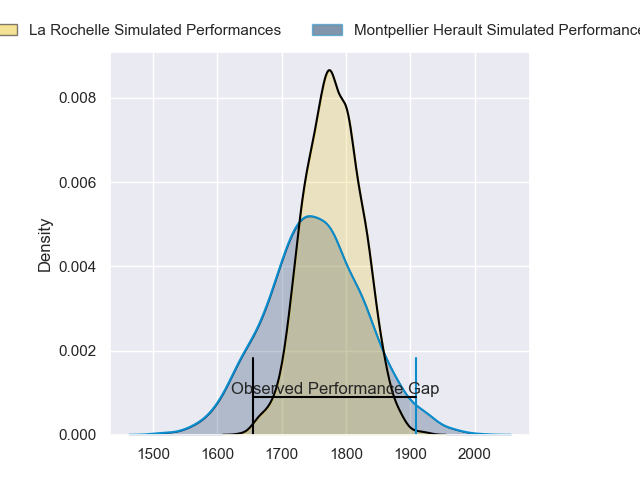 La Rochelle Simulated Performances
Montpellier Herault Simulated Performance
0.008
0.006
0.004
0.002
0.000
Density
Observed Performance Gap
1500 1600 1700 1800 1900 2000